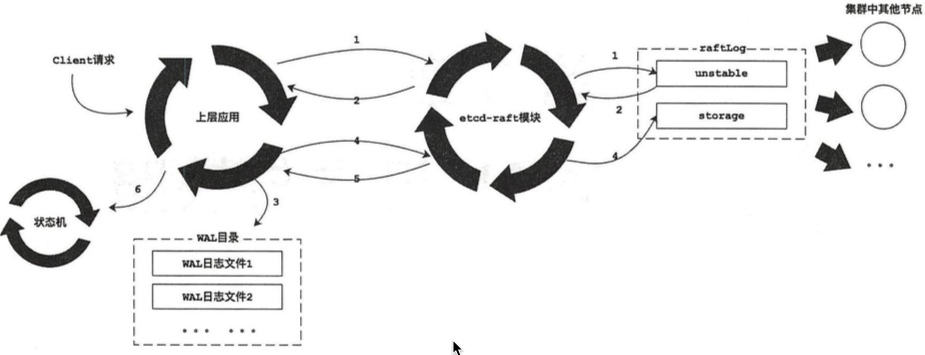 集群中其他节点
Client请求
1
2
上层应用
etcd-raft模块
raftLog
1
unstable
2
storage
4
4
5
...
6
3
状态机
WAL目录
WAL日志文件1
WAL日志文件2
... ...